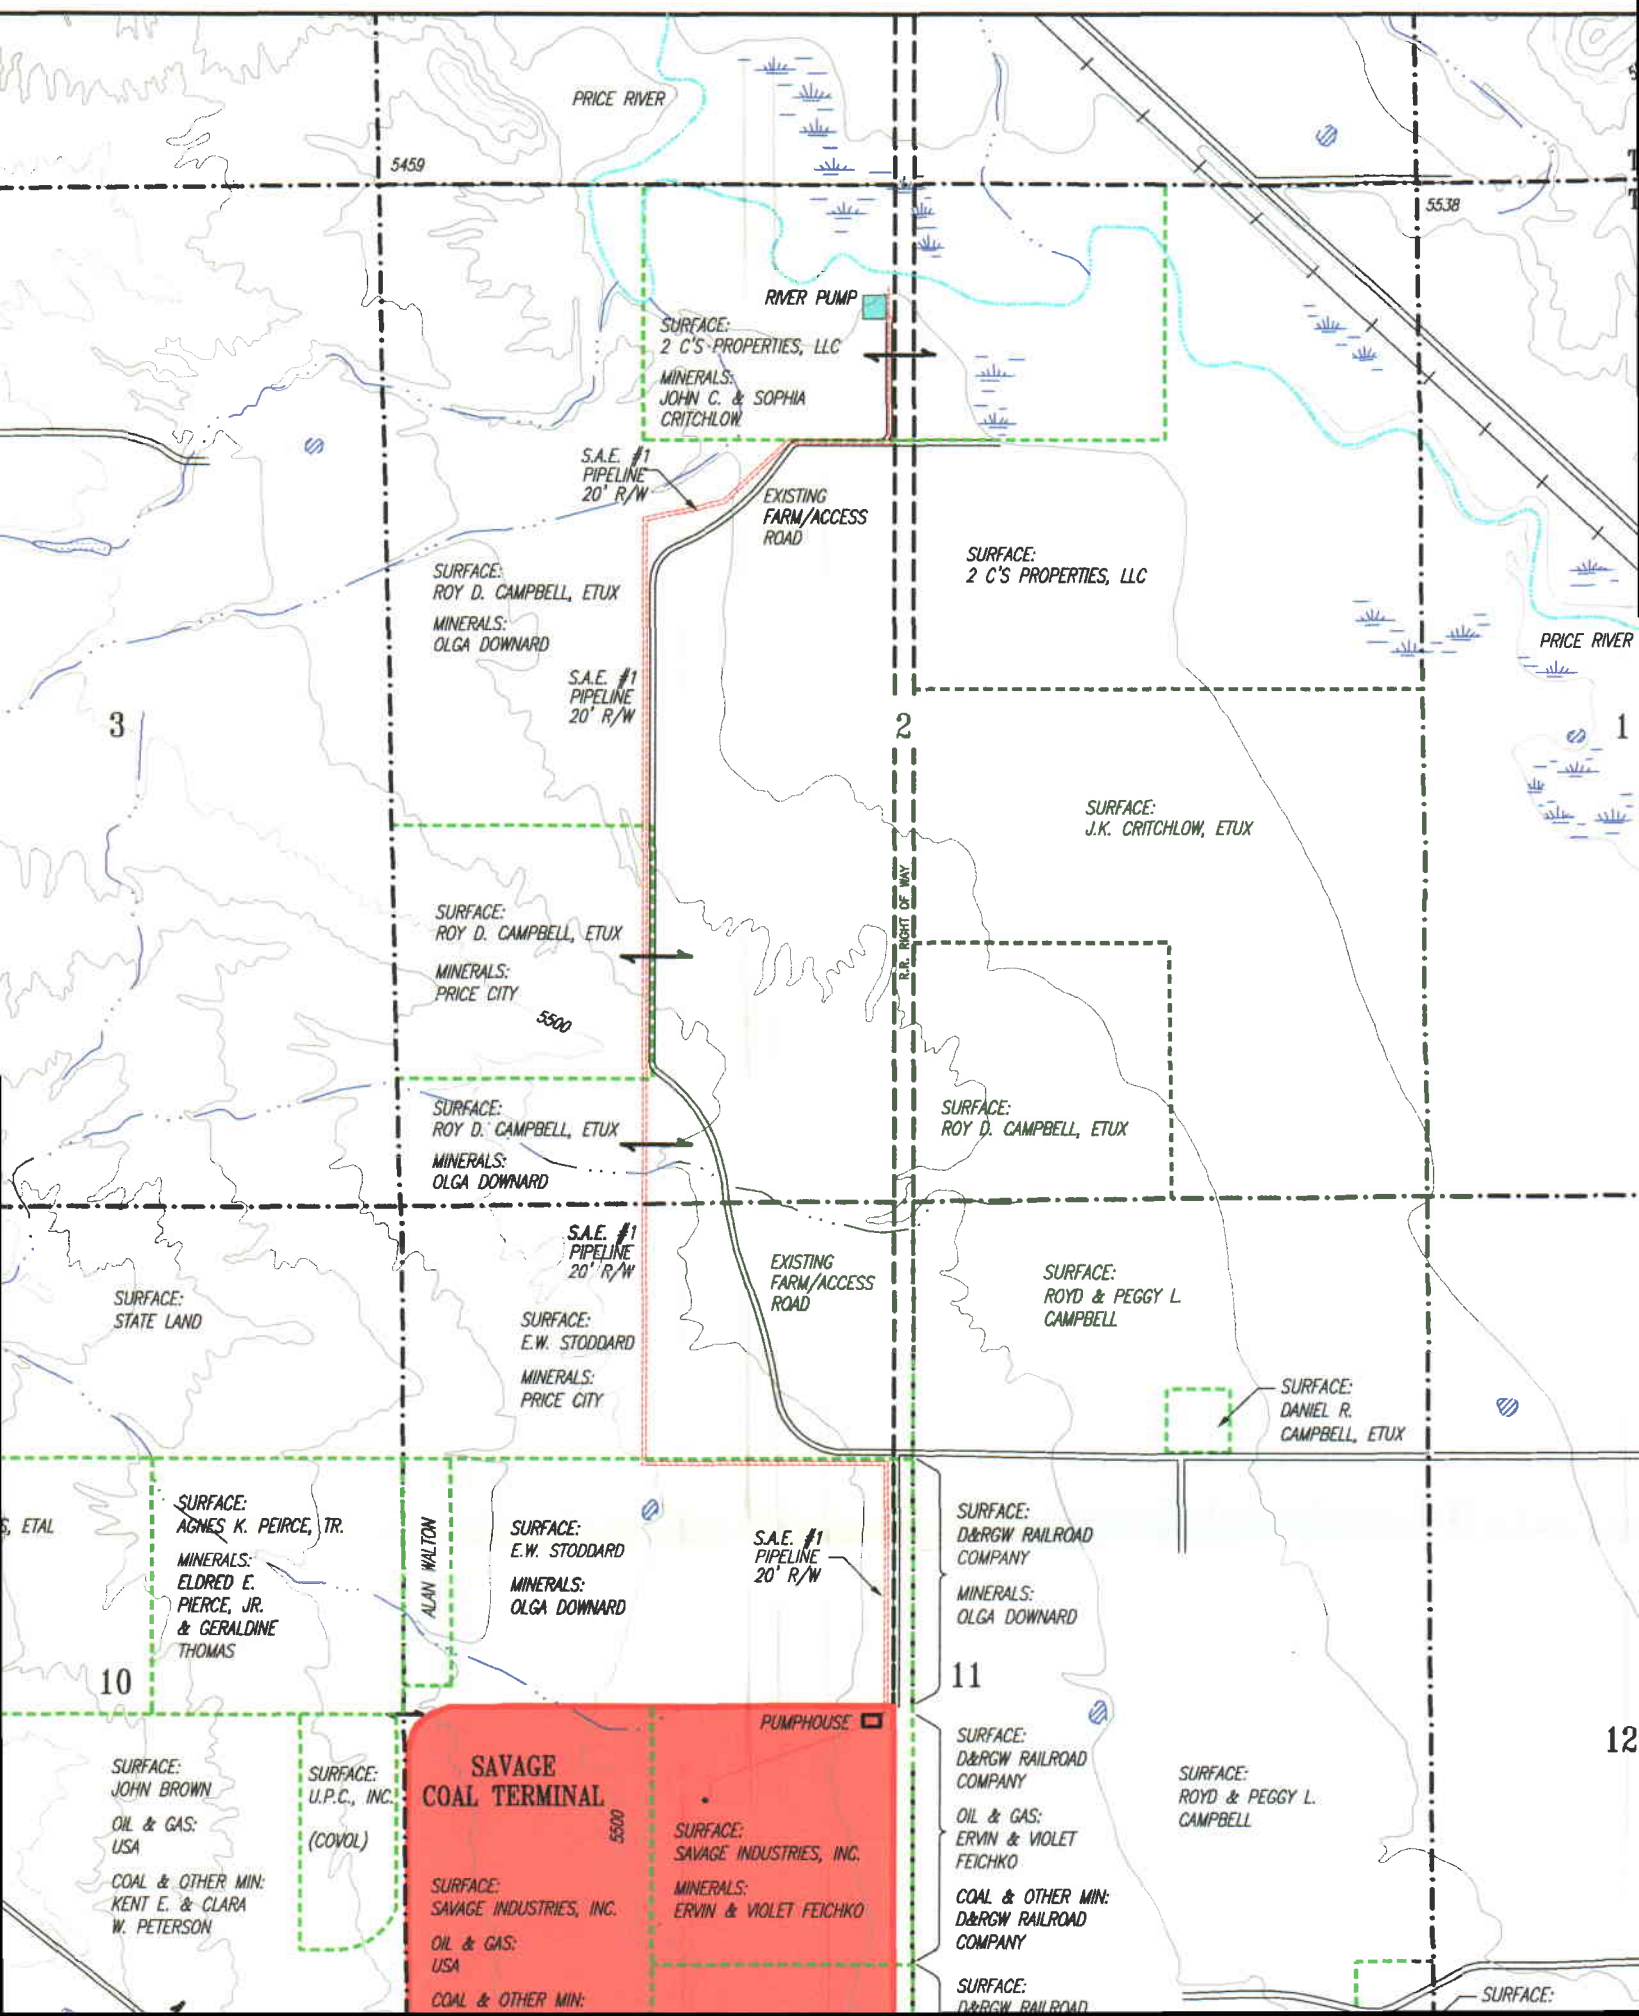 PRICE RIVER
5459
5538
RIVER PUMP
SURFACE:
2 C'S PROPERTIES, LLC
MINERALS:
JOHN C. & SOPHIA
CRITCHLOW
S.A.E. #1
PIPELINE
20' R/W
EXISTING
FARM/ACCESS
ROAD
SURFACE:
2 C'S PROPERTIES, LLC
SURFACE:
ROY D. CAMPBELL, ETUX
MINERALS:
OLGA DOWNARD
PRICE RIVER
S.A.E. #1
PIPELINE
20' R/W
3
2
1
SURFACE:
J.K. CRITCHLOW, ETUX
R.R. RIGHT OF WAY
SURFACE:
ROY D. CAMPBELL, ETUX
MINERALS:
PRICE CITY
5500
SURFACE:
ROY D. CAMPBELL, ETUX
MINERALS:
OLGA DOWNARD
SURFACE:
ROY D. CAMPBELL, ETUX
S.A.E. #1
PIPELINE
20' R/W
EXISTING
FARM/ACCESS
ROAD
SURFACE:
ROYD & PEGGY L.
CAMPBELL
SURFACE:
STATE LAND
SURFACE:
E.W. STODDARD
MINERALS:
PRICE CITY
SURFACE:
DANIEL R.
CAMPBELL, ETUX
S, ETAL
SURFACE:
AGNES K. PEIRCE, TR.
MINERALS:
ELDRED E.
PIERCE, JR.
& GERALDINE
THOMAS
ALAN WALTON
SURFACE:
E.W. STODDARD
MINERALS:
OLGA DOWNARD
S.A.E. #1
PIPELINE
20' R/W
SURFACE:
D&RGW RAILROAD
COMPANY
MINERALS:
OLGA DOWNARD
10
11
12
PUMPHOUSE
SURFACE:
JOHN BROWN
OIL & GAS:
USA
COAL & OTHER MIN:
KENT E. & CLARA
W. PETERSON
SURFACE:
U.P.C., INC.
(COVOL)
SAVAGE
COAL TERMINAL
5500
SURFACE:
SAVAGE INDUSTRIES, INC.
OIL & GAS:
USA
COAL & OTHER MIN:
SURFACE:
SAVAGE INDUSTRIES, INC.
MINERALS:
ERVIN & VIOLET FEICHKO
SURFACE:
D&RGW RAILROAD
COMPANY
OIL & GAS:
ERVIN & VIOLET
FEICHKO
COAL & OTHER MIN:
D&RGW RAILROAD
COMPANY
SURFACE:
D&RGW RAILROAD
SURFACE:
ROYD & PEGGY L.
CAMPBELL
SURFACE: